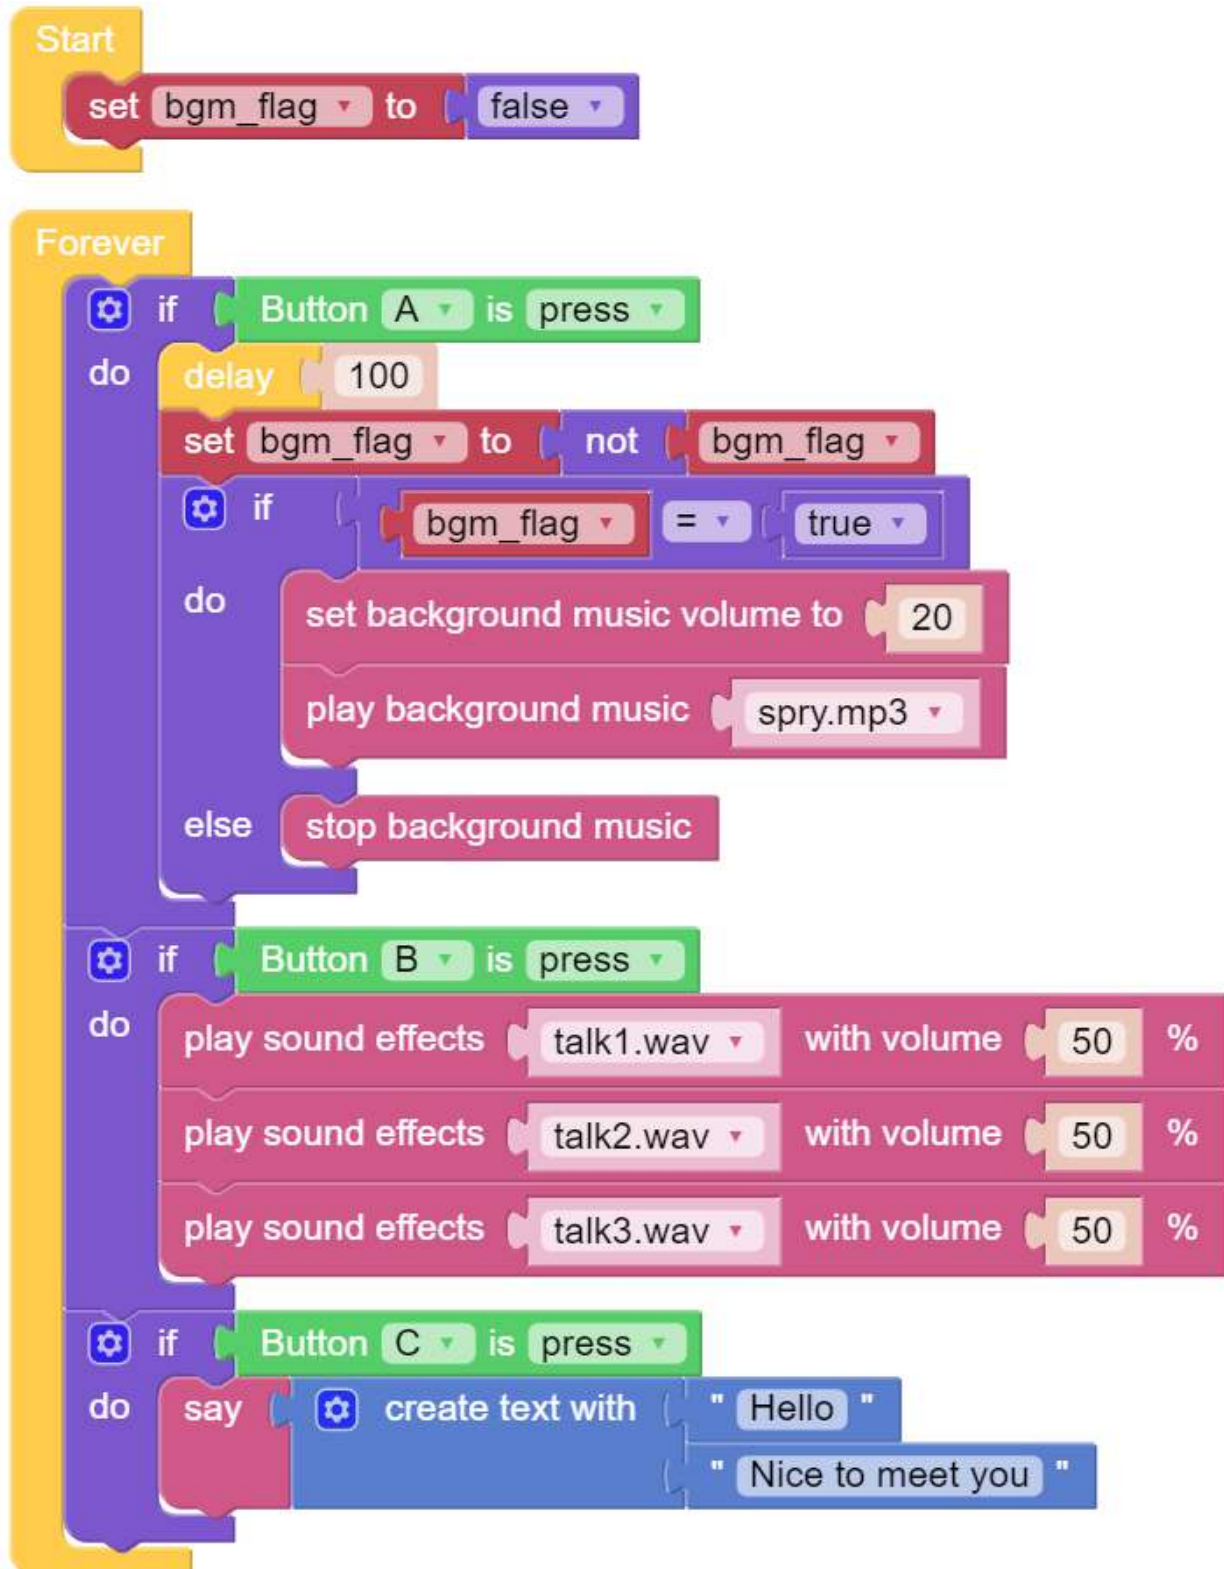 Start
set bgm_flag to false
Forever
if Button A is press
do delay 100
set bgm_flag to not bgm_flag
if bgm_flag = true
do set background music volume to 20
play background music spry.mp3
else stop background music
if Button B is press
do play sound effects talk1.wav with volume 50 %
play sound effects talk2.wav with volume 50 %
play sound effects talk3.wav with volume 50 %
if Button C is press
do say create text with " Hello "
" Nice to meet you "